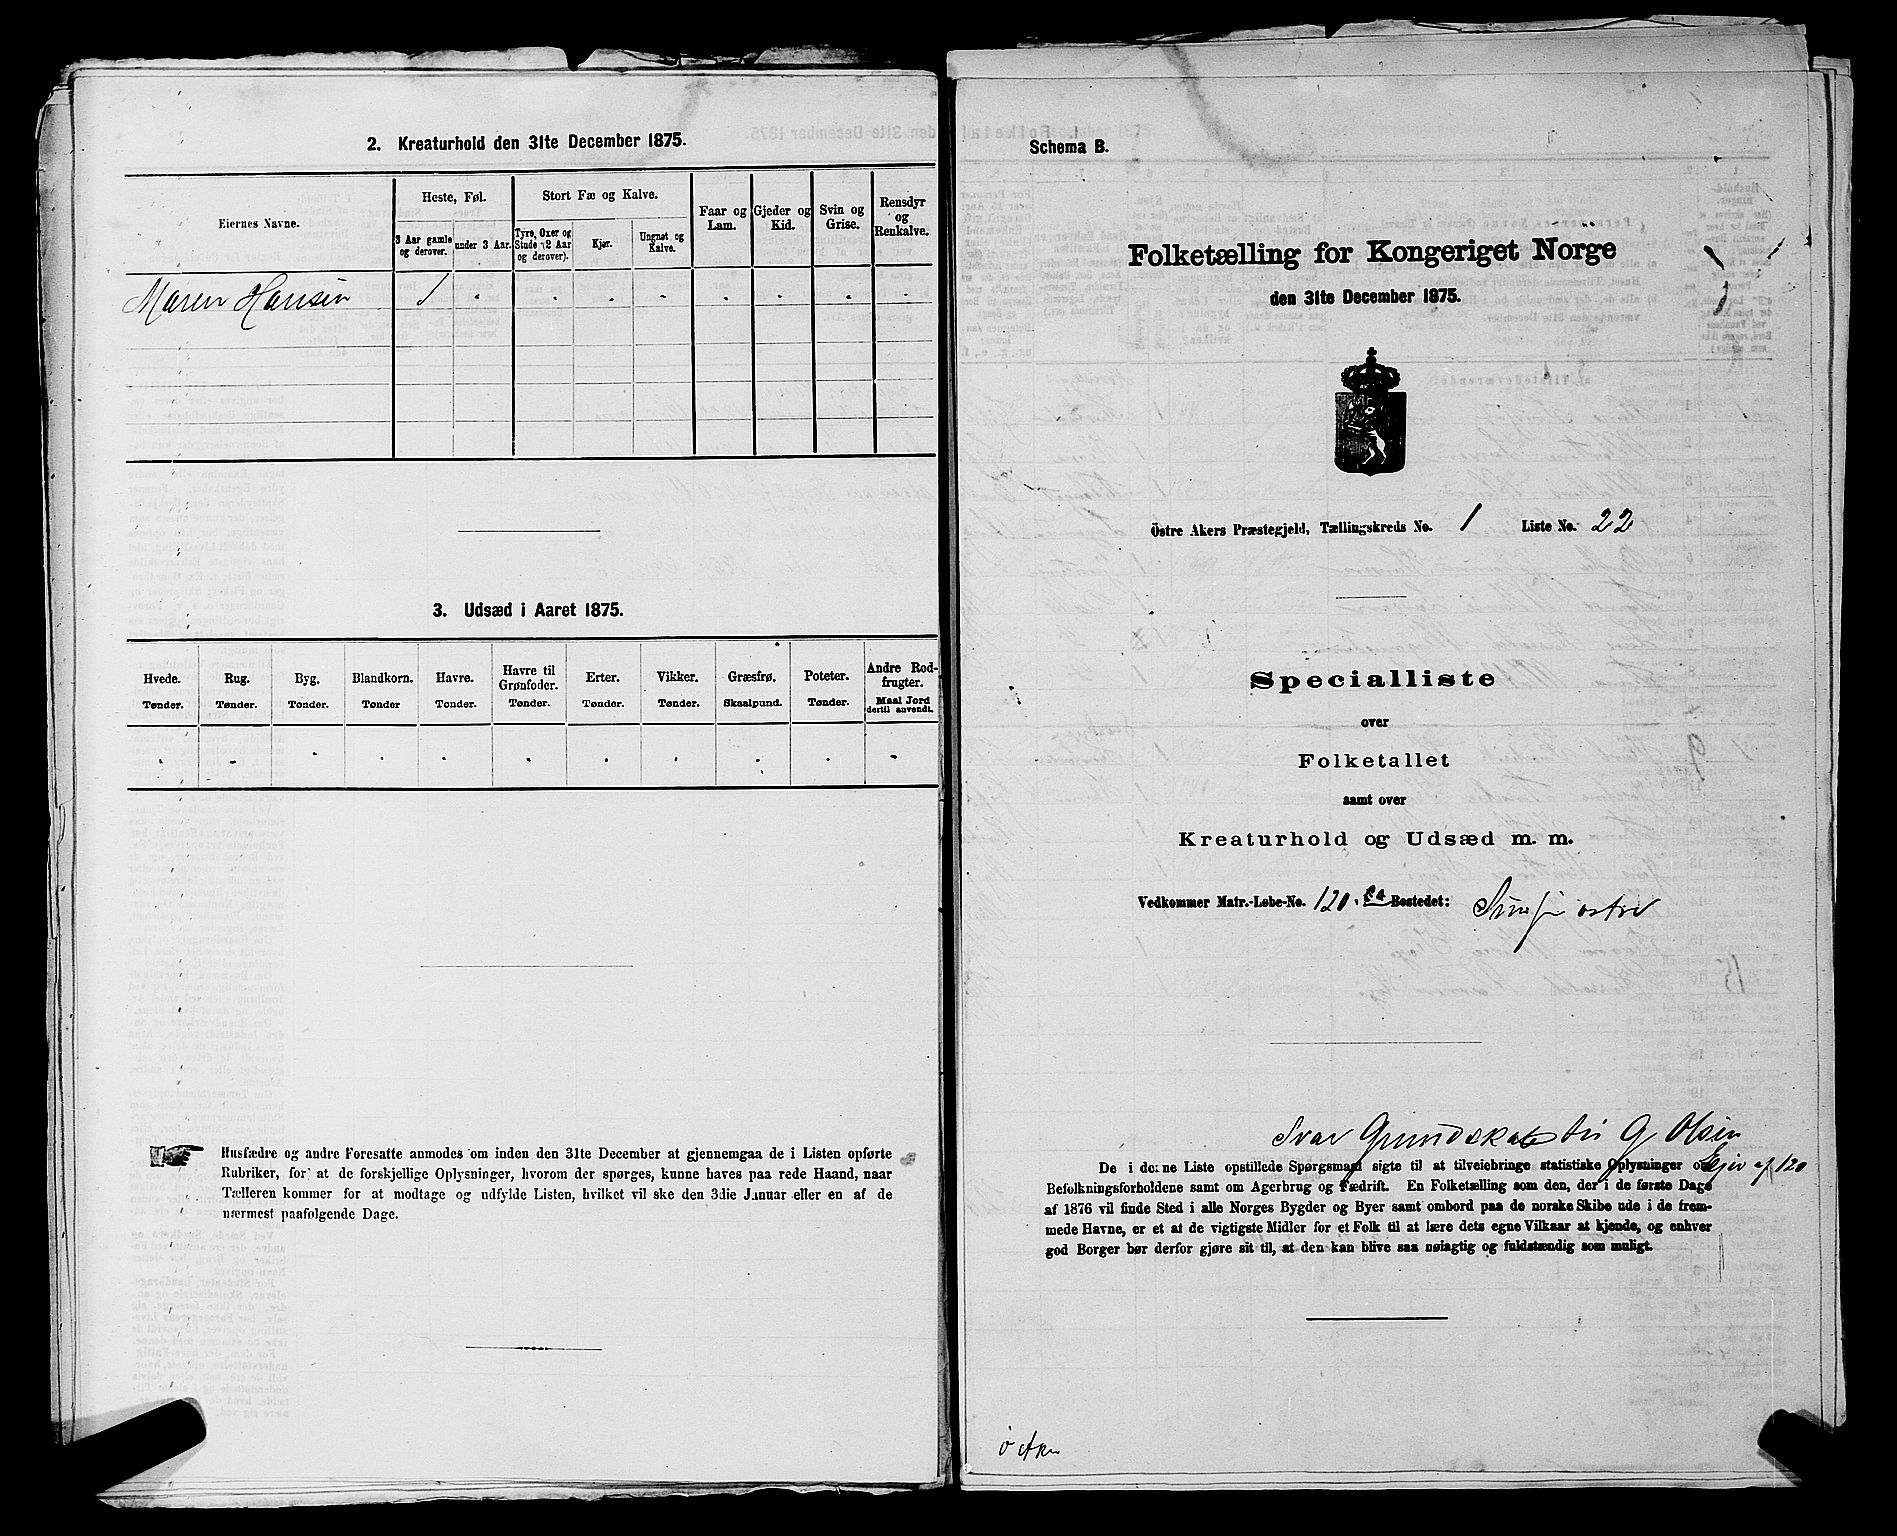 2. Kreaturhold den 31te December 1875.
Eiernes Navne.
Heste, Føl.
3 Aar gamle og derover.
under 3 Aar.
Stort Fæ og Kalve.
Tyre, Oxer og Stude (2 Aar og derover).
Kjør.
Ungnøt og Kalve.
Faar og Lam.
Gjeder og Kid.
Svin og Grise.
Rensdyr og Renkalve.
Maren Hansen 1 " " " " " " " "
3. Udsæd i Aaret 1875.
Hvede. Rug. Byg. Blandkorn. Havre. Havre til Grønfoder. Erter. Vikker. Græsfrø. Poteter. Andre Rodfrugter.
Tønder. Tønder. Tønder. Tønder Tønder. Tønder. Tønder. Tønder. Skaalpund. Tønder. Maal Jord dertil anvendt.
Husfædre og andre Foresatte anmodes om inden den 31te December at gjennemgaa de i Listen opførte
Rubriker, for at de forskjellige Oplysninger, hvorom der spørges, kunne haves paa rede Haand, naar
Tælleren kommer for at modtage og udfylde Listen, hvilket vil ske den 3die Januar eller en af de
nærmest paafølgende Dage.
Schema B.
Folketælling for Kongeriget Norge
den 31te December 1875.
Östre Akers Præstegjeld, Tællingskreds No. 1 Liste No. 22
Specialliste
over
Folketallet
samt over
Kreaturhold og Udsæd m. m.
Vedkommer Matr.-Løbe-No. 120 Bostedet: østre
Svar Grundskat til G Olsen
Eier af 120
De i denne Liste opstillede Spørgsmaal sigte til at tilveiebringe statistiske Oplysninger om
Befolkningsforholdene samt om Agerbrug og Fædrift. En Folketælling som den, der i de første Dage
af 1876 vil finde Sted i alle Norges Bygder og Byer samt ombord paa de norske Skibe ude i de frem-
mede Havne, er et af de vigtigste Midler for et Folk til at lære dets egne Vilkaar at kjende, og enhver
god Borger bør derfor gjøre sit til, at den kan blive saa nøiagtig og fuldstændig som muligt.
ø Aker